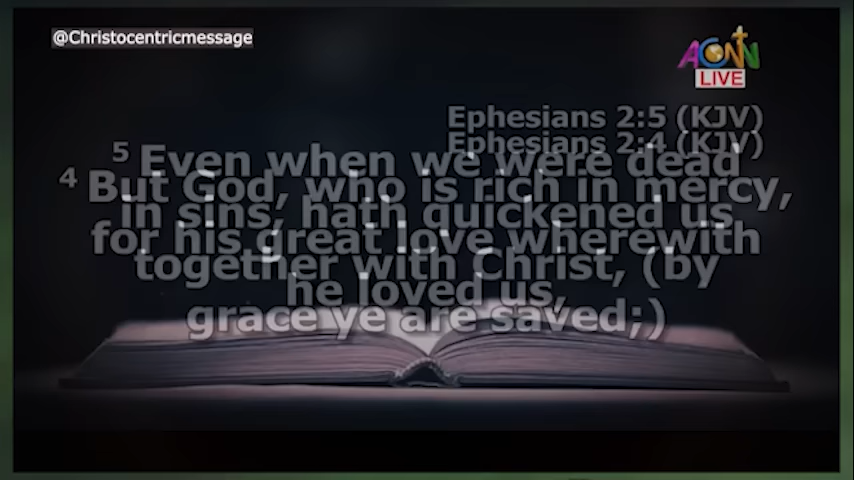 @Christocentricmessage
ACNN
LIVE
Ephesians 2:5 (KJV)
Ephesians 2:4 (KJV)
5 Even when we were dead
4 But God, who is rich in mercy,
in sins, hath quickened us
for his great love wherewith
together with Christ, (by
he loved us,
grace ye are saved;)